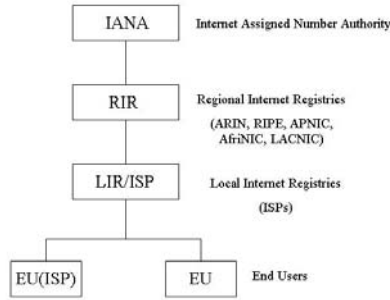 IANA Internet Assigned Number Authority
RIR Regional Internet Registries
(ARIN, RIPE, APNIC,
AfriNIC, LACNIC)
LIR/ISP Local Internet Registries
(ISPs)
EU(ISP) EU End Users